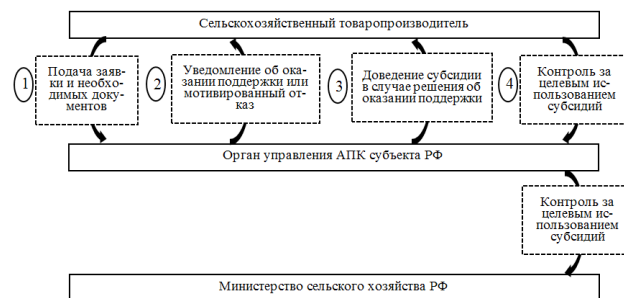 Сельскохозяйственный товаропроизводитель
1
Подача заяв-
ки и необхо-
димых доку-
ментов
2
Уведомление об ока-
зании поддержки или
мотивированный от-
каз
3
Доведение субсидии
в случае решения об
оказании поддержки
4
Контроль за
целевым ис-
пользованием
субсидий
Орган управления АПК субъекта РФ
Контроль за
целевым ис-
пользованием
субсидий
Министерство сельского хозяйства РФ